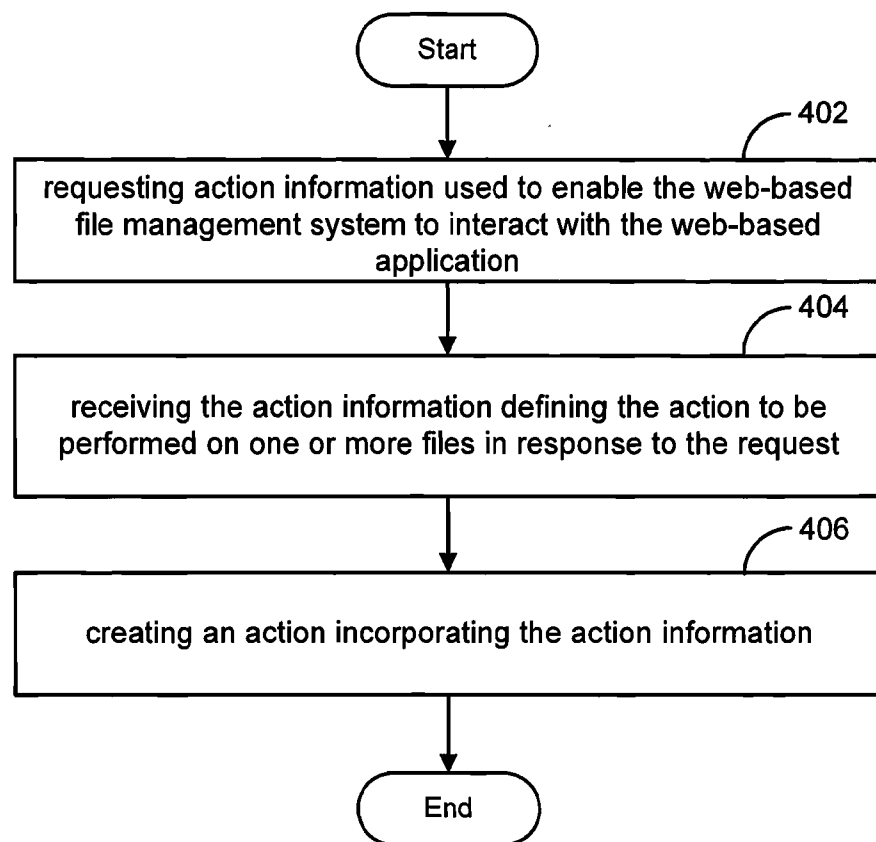 Start
402
requesting action information used to enable the web-based
file management system to interact with the web-based
application
404
receiving the action information defining the action to be
performed on one or more files in response to the request
406
creating an action incorporating the action information
End